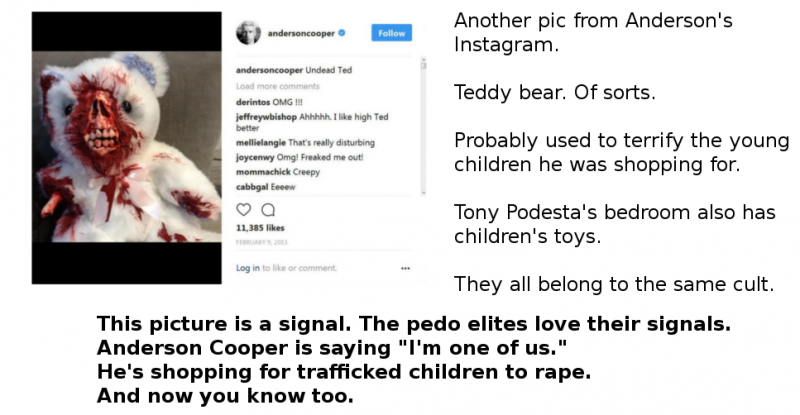 andersoncooper
Follow
andersoncooper Undead Ted
Load more comments
derintos OMG !!!
jeffreywbishop Ahhhhh. I like high Ted
better
mellielangie That's really disturbing
joycenwy Omg! Freaked me out!
mommachick Creepy
cabbgal Eeeew
11,385 likes
FEBRUARY 9, 2013
Log in to like or comment.
Another pic from Anderson's
Instagram.
Teddy bear. Of sorts.
Probably used to terrify the young
children he was shopping for.
Tony Podesta's bedroom also has
children's toys.
They all belong to the same cult.
This picture is a signal. The pedo elites love their signals.
Anderson Cooper is saying "I'm one of us."
He's shopping for trafficked children to rape.
And now you know too.